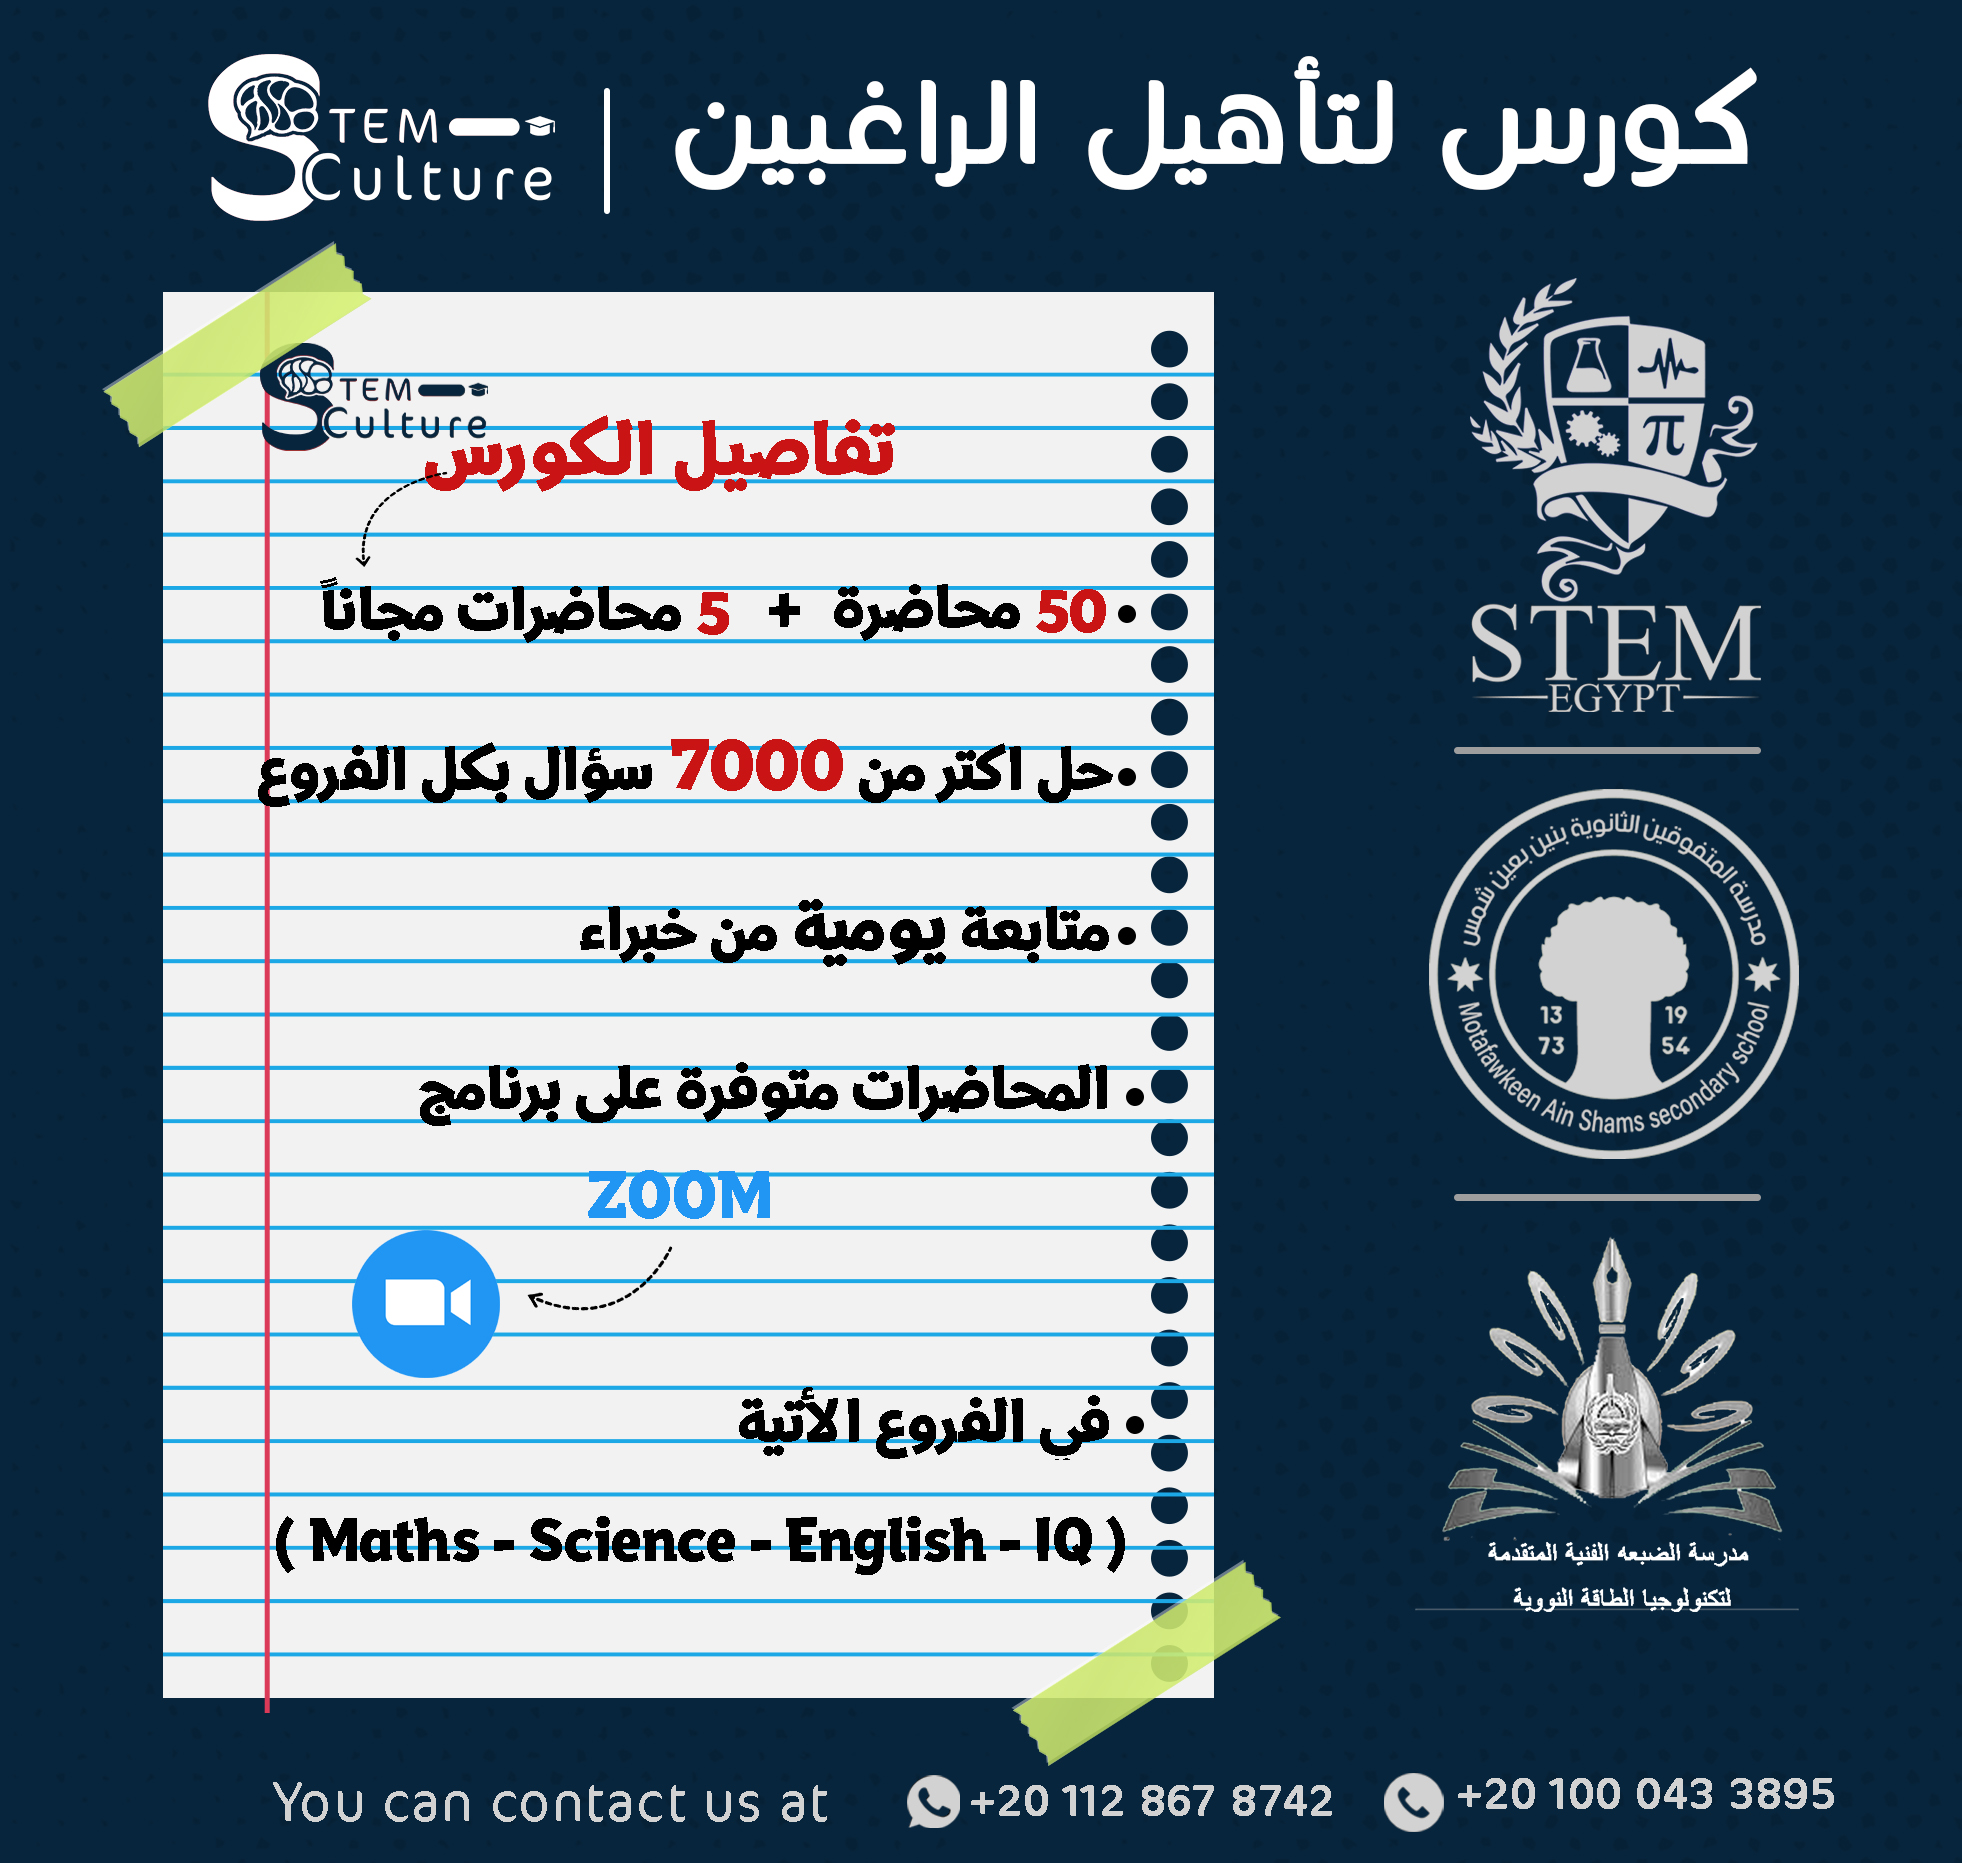 كورس لتأهيل الراغبين
STEM
Culture
STEM
Culture
تفاصيل الكورس
• 50 محاضرة + 5 محاضرات مجاناً
• حل اكتر من 7000 سؤال بكل الفروع
• متابعة يومية من خبراء
• المحاضرات متوفرة على برنامج
ZOOM
• في الفروع الأتية
( Maths - Science - English - IQ )
π
STEM
EGYPT
مدرسة المتفوقين الثانوية بنين بعين شمس
13 19
73 54
Motafawkeen Ain Shams secondary school
مدرسة الضبعه الفنية المتقدمة
لتكنولوجيا الطاقة النووية
You can contact us at +20 112 867 8742 +20 100 043 3895